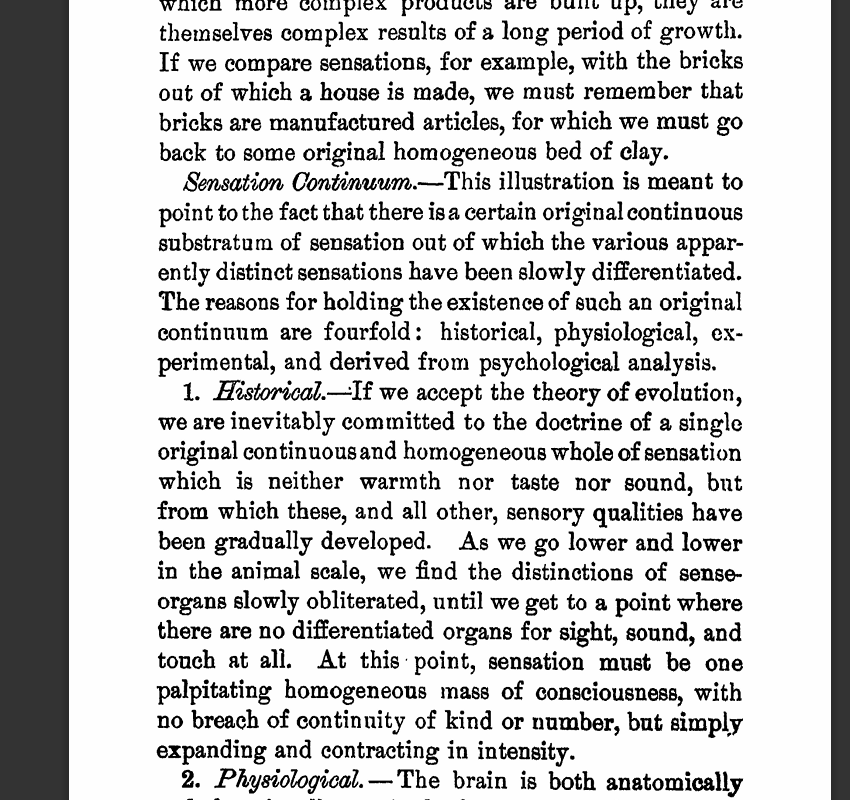 which more complex products are built up, they are
themselves complex results of a long period of growth.
If we compare sensations, for example, with the bricks
out of which a house is made, we must remember that
bricks are manufactured articles, for which we must go
back to some original homogeneous bed of clay.
Sensation Continuum.—This illustration is meant to
point to the fact that there is a certain original continuous
substratum of sensation out of which the various appar-
ently distinct sensations have been slowly differentiated.
The reasons for holding the existence of such an original
continuum are fourfold: historical, physiological, ex-
perimental, and derived from psychological analysis.
1. Historical.—If we accept the theory of evolution,
we are inevitably committed to the doctrine of a single
original continuous and homogeneous whole of sensation
which is neither warmth nor taste nor sound, but
from which these, and all other, sensory qualities have
been gradually developed. As we go lower and lower
in the animal scale, we find the distinctions of sense-
organs slowly obliterated, until we get to a point where
there are no differentiated organs for sight, sound, and
touch at all. At this point, sensation must be one
palpitating homogeneous mass of consciousness, with
no breach of continuity of kind or number, but simply
expanding and contracting in intensity.
2. Physiological.—The brain is both anatomically